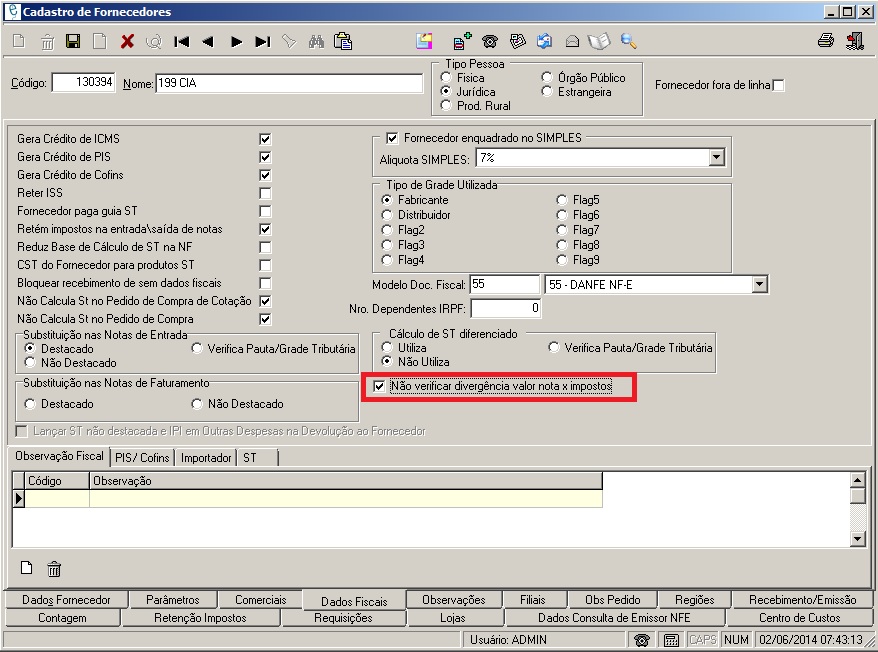 Cadastro de Fornecedores
Código: 130394 Nome: 199 CIA
Tipo Pessoa
Fisica Órgão Público
Jurídica Estrangeira
Prod. Rural
Fornecedor fora de linha
Gera Crédito de ICMS
Gera Crédito de PIS
Gera Crédito de Cofins
Reter ISS
Fornecedor paga guia ST
Retém impostos na entrada\saída de notas
Reduz Base de Cálculo de ST na NF
CST do Fornecedor para produtos ST
Bloquear recebimento de sem dados fiscais
Não Calcula St no Pedido de Compra de Cotação
Não Calcula St no Pedido de Compra
Fornecedor enquadrado no SIMPLES
Aliquota SIMPLES: 7%
Tipo de Grade Utilizada
Fabricante Flag5
Distribuidor Flag6
Flag2 Flag7
Flag3 Flag8
Flag4 Flag9
Modelo Doc. Fiscal: 55 55 - DANFE NF-E
Nro. Dependentes IRPF: 0
Substituição nas Notas de Entrada
Destacado Verifica Pauta/Grade Tributária
Não Destacado
Cálculo de ST diferenciado
Utiliza Verifica Pauta/Grade Tributária
Não Utiliza
Substituição nas Notas de Faturamento
Destacado Não Destacado
Não verificar divergência valor nota x impostos
Lançar ST não destacada e IPI em Outras Despesas na Devolução ao Fornecedor
Observação Fiscal PIS/ Cofins Importador ST
Código Observação
Dados Fornecedor Parâmetros Comerciais Dados Fiscais Observações Filiais Obs Pedido Regiões Recebimento/Emissão
Contagem Retenção Impostos Requisições Lojas Dados Consulta de Emissor NFE Centro de Custos
Usuário: ADMIN CAPS NUM 02/06/2014 07:43:13